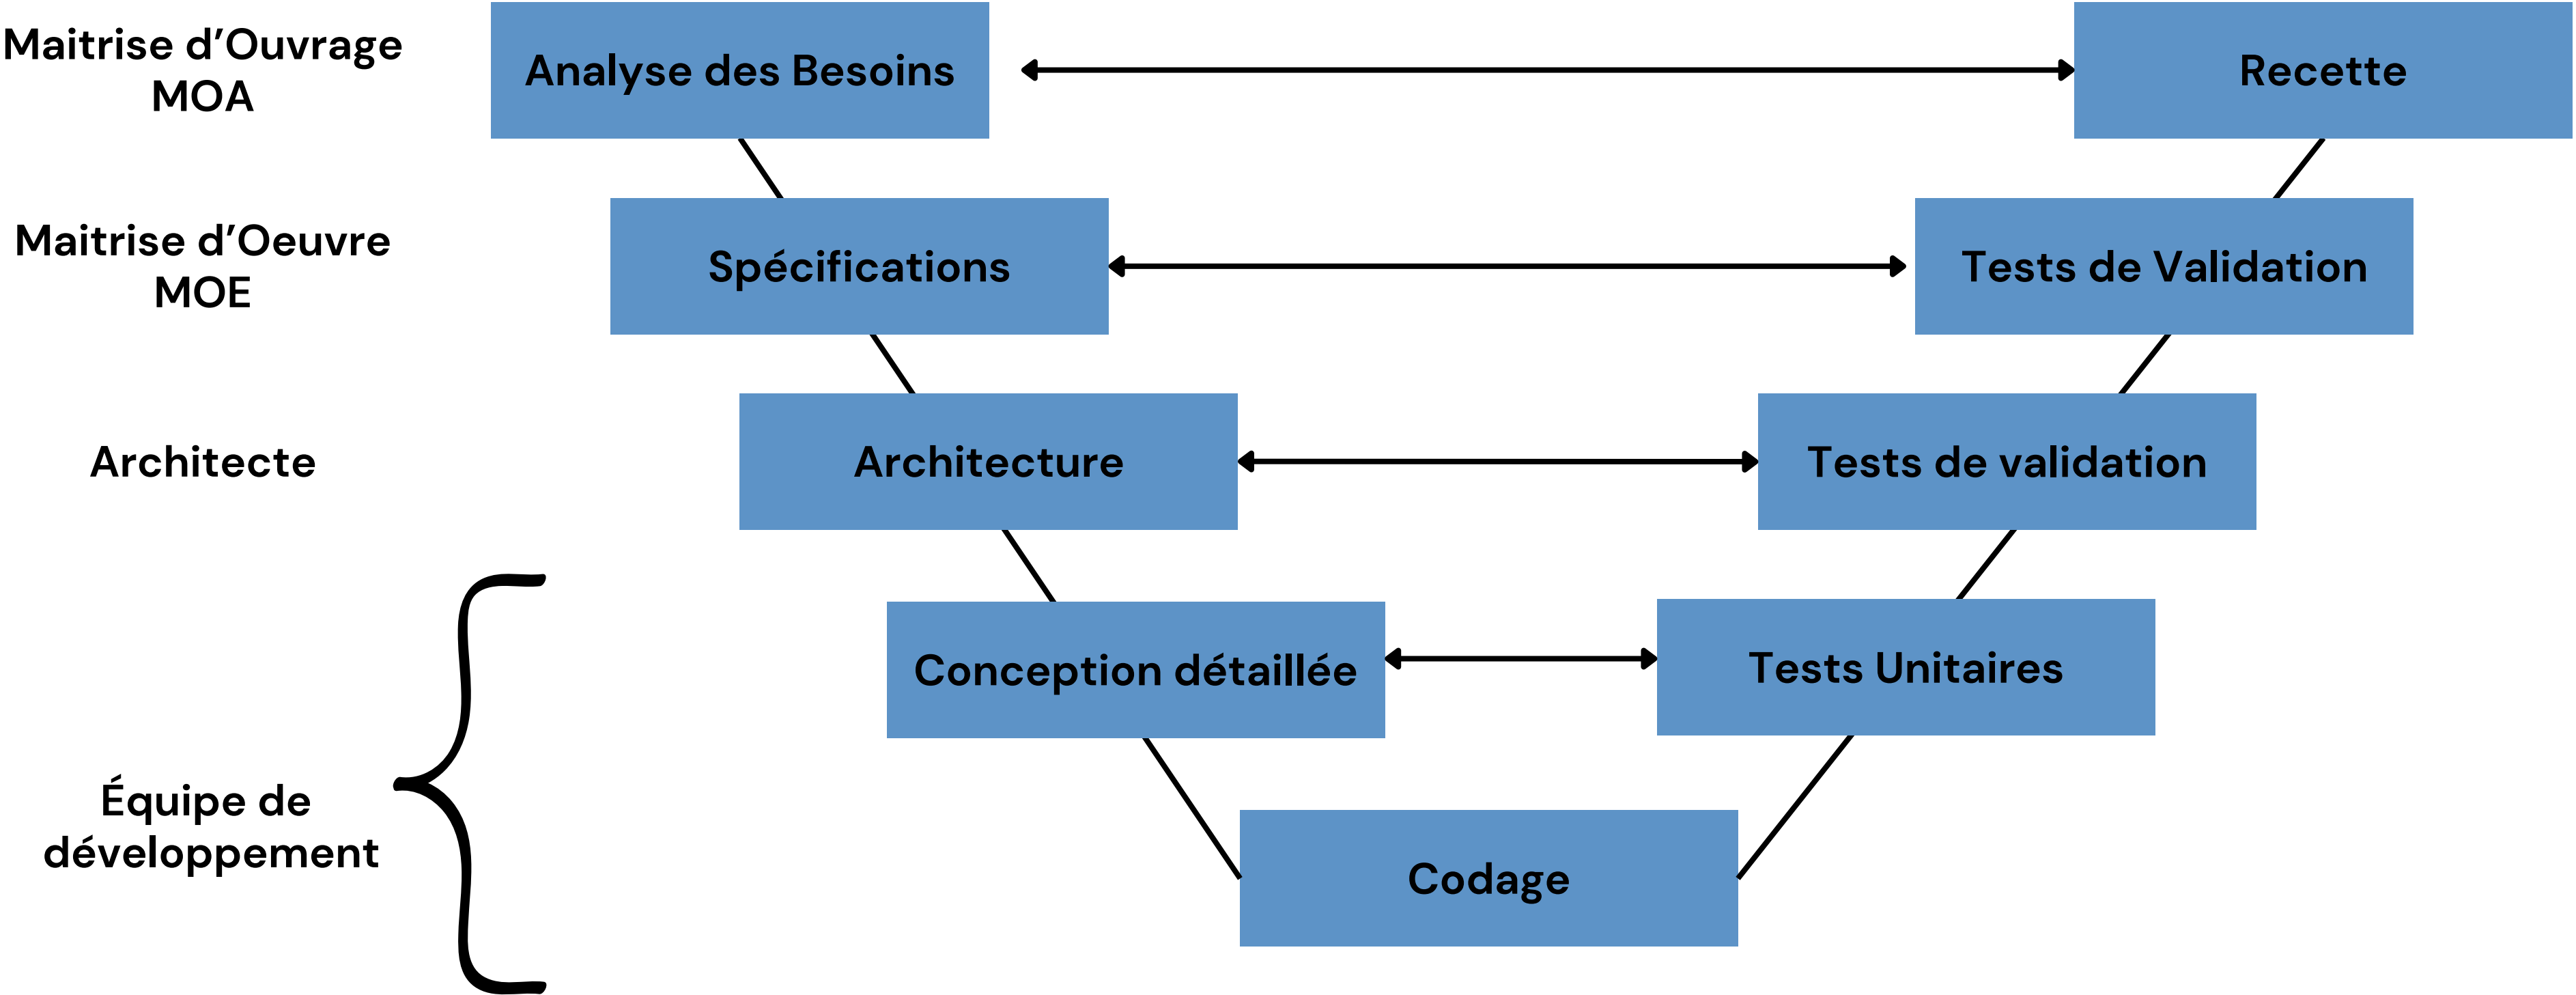 Maitrise d’Ouvrage
MOA
Analyse des Besoins
Recette
Maitrise d’Oeuvre
MOE
Spécifications
Tests de Validation
Architecte
Architecture
Tests de validation
Conception détaillée
Tests Unitaires
Équipe de
développement
Codage